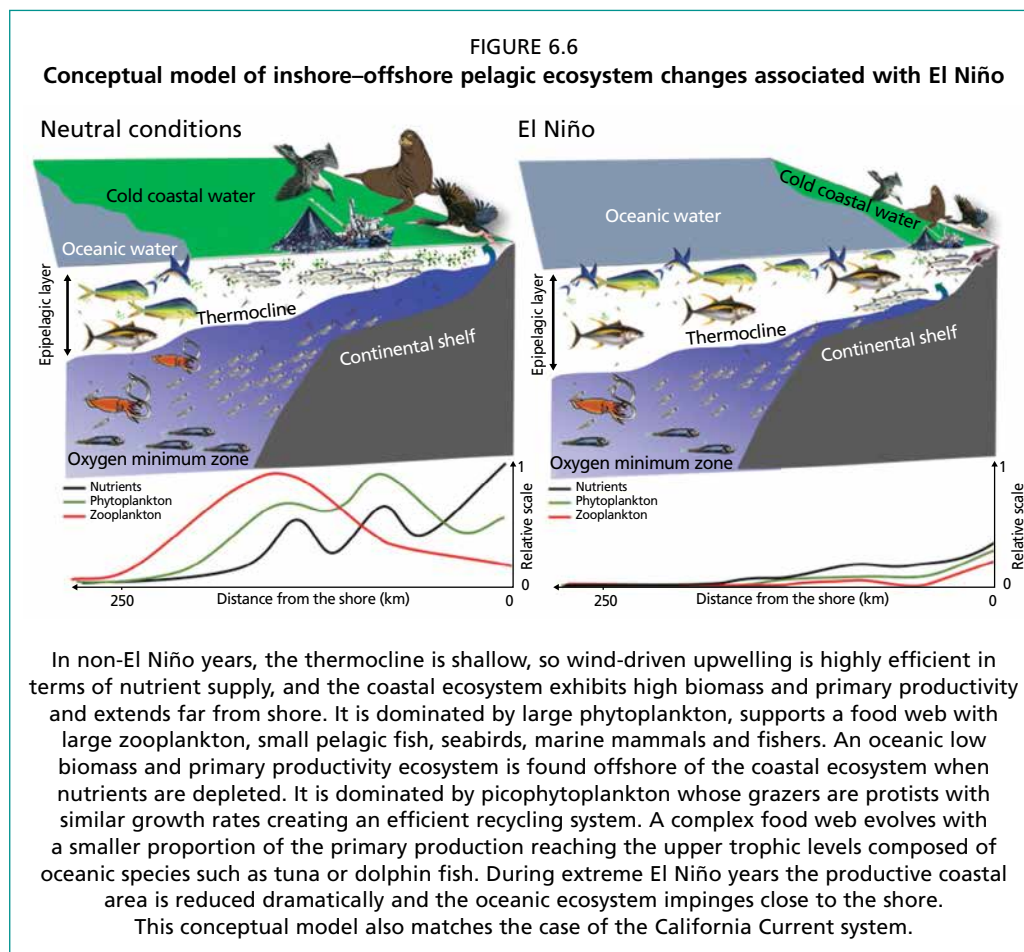 FIGURE 6.6
Conceptual model of inshore–offshore pelagic ecosystem changes associated with El Niño
Neutral conditions
Cold coastal water
Oceanic water
Epipelagic layer
Thermocline
Continental shelf
Oxygen minimum zone
Nutrients
Phytoplankton
Zooplankton
1
Relative scale
0
250
Distance from the shore (km)
0
El Niño
Cold coastal water
Oceanic water
Epipelagic layer
Thermocline
Continental shelf
Oxygen minimum zone
Nutrients
Phytoplankton
Zooplankton
1
Relative scale
0
250
Distance from the shore (km)
0
In non-El Niño years, the thermocline is shallow, so wind-driven upwelling is highly efficient in
terms of nutrient supply, and the coastal ecosystem exhibits high biomass and primary productivity
and extends far from shore. It is dominated by large phytoplankton, supports a food web with
large zooplankton, small pelagic fish, seabirds, marine mammals and fishers. An oceanic low
biomass and primary productivity ecosystem is found offshore of the coastal ecosystem when
nutrients are depleted. It is dominated by picophytoplankton whose grazers are protists with
similar growth rates creating an efficient recycling system. A complex food web evolves with
a smaller proportion of the primary production reaching the upper trophic levels composed of
oceanic species such as tuna or dolphin fish. During extreme El Niño years the productive coastal
area is reduced dramatically and the oceanic ecosystem impinges close to the shore.
This conceptual model also matches the case of the California Current system.